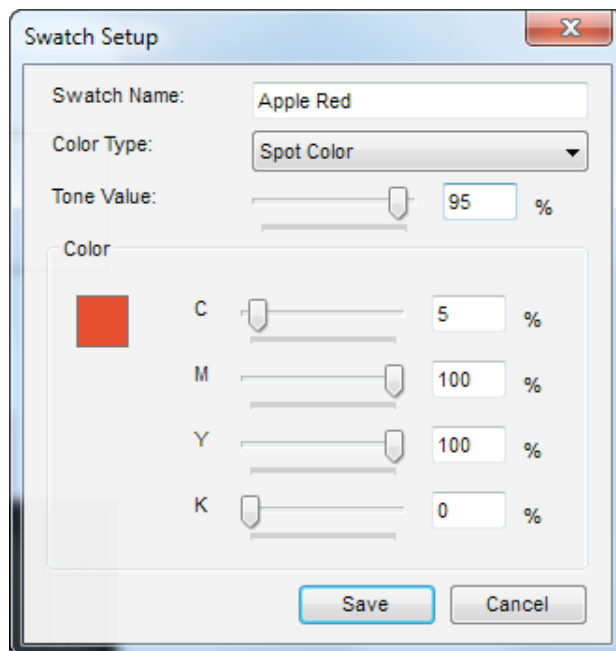 Swatch Setup
Swatch Name: Apple Red
Color Type: Spot Color
Tone Value: 95 %
Color
C 5 %
M 100 %
Y 100 %
K 0 %
Save Cancel